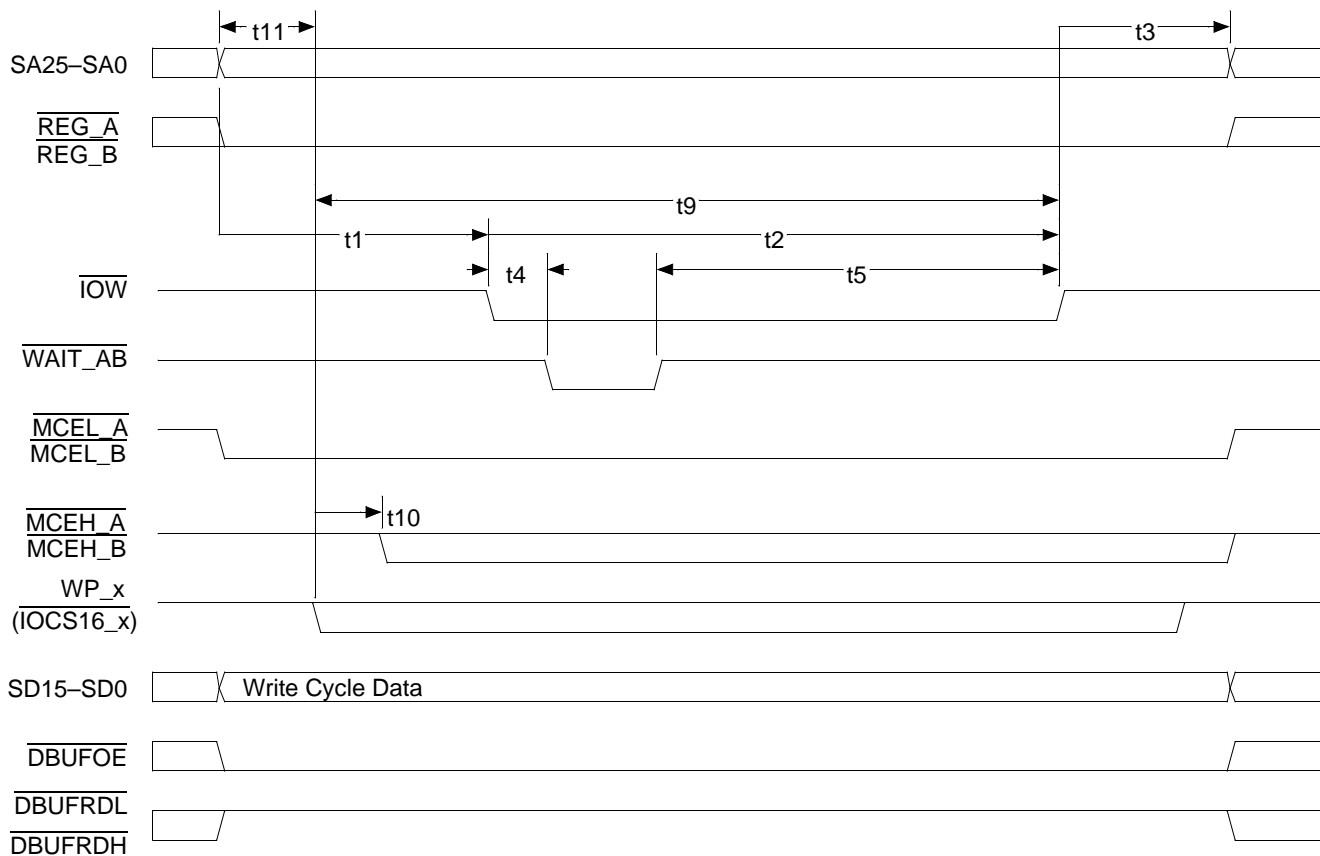 t11
t3
SA25–SA0
REG_A
REG_B
t9
t1
t2
t4
t5
IOW
WAIT_AB
MCEL_A
MCEL_B
t10
MCEH_A
MCEH_B
WP_x
(IOCS16_x)
SD15–SD0
Write Cycle Data
DBUFOE
DBUFRDL
DBUFRDH